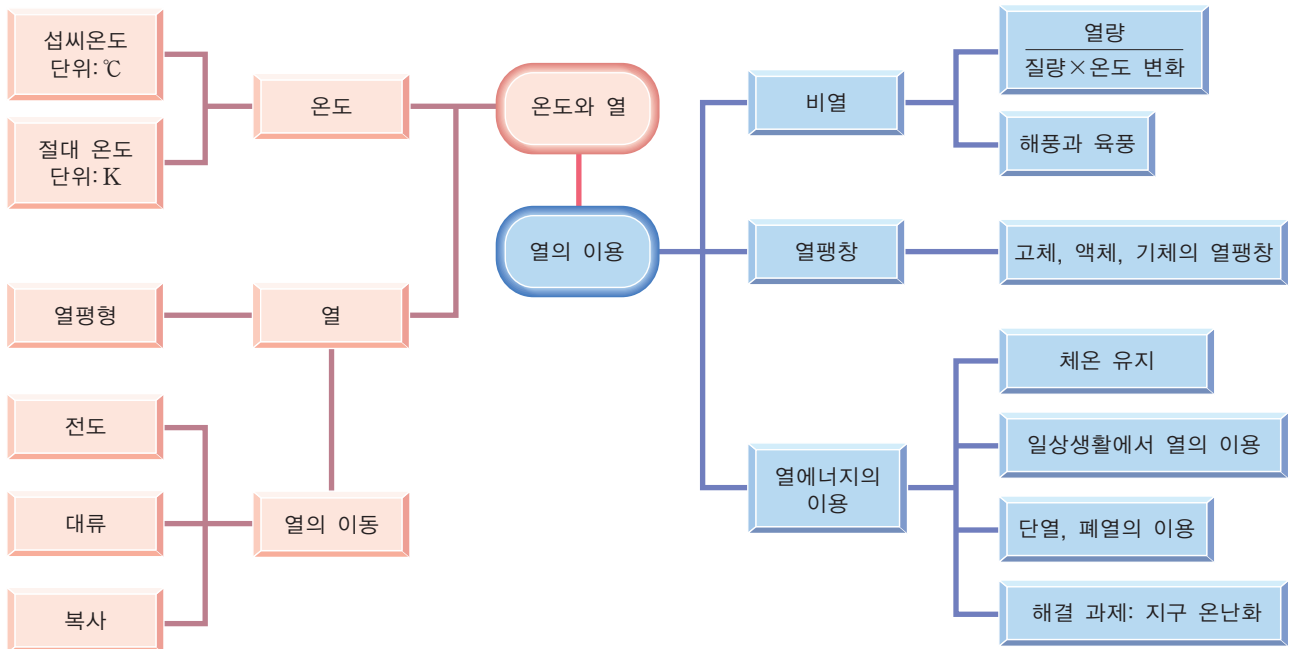 섭씨온도
단위: ℃
절대 온도
단위: K
온도
온도와 열
열의 이용
열평형
열
전도
대류
복사
열의 이동
비열
열량
질량×온도 변화
해풍과 육풍
열팽창
고체, 액체, 기체의 열팽창
열에너지의
이용
체온 유지
일상생활에서 열의 이용
단열, 폐열의 이용
해결 과제: 지구 온난화